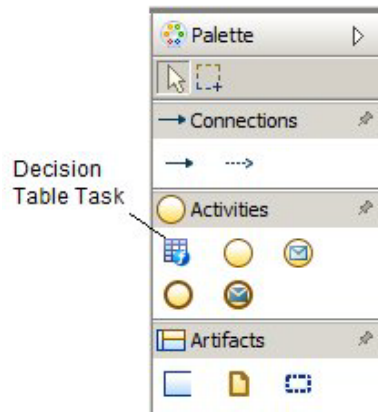 Palette
Connections
Decision
Table Task
Activities
Artifacts